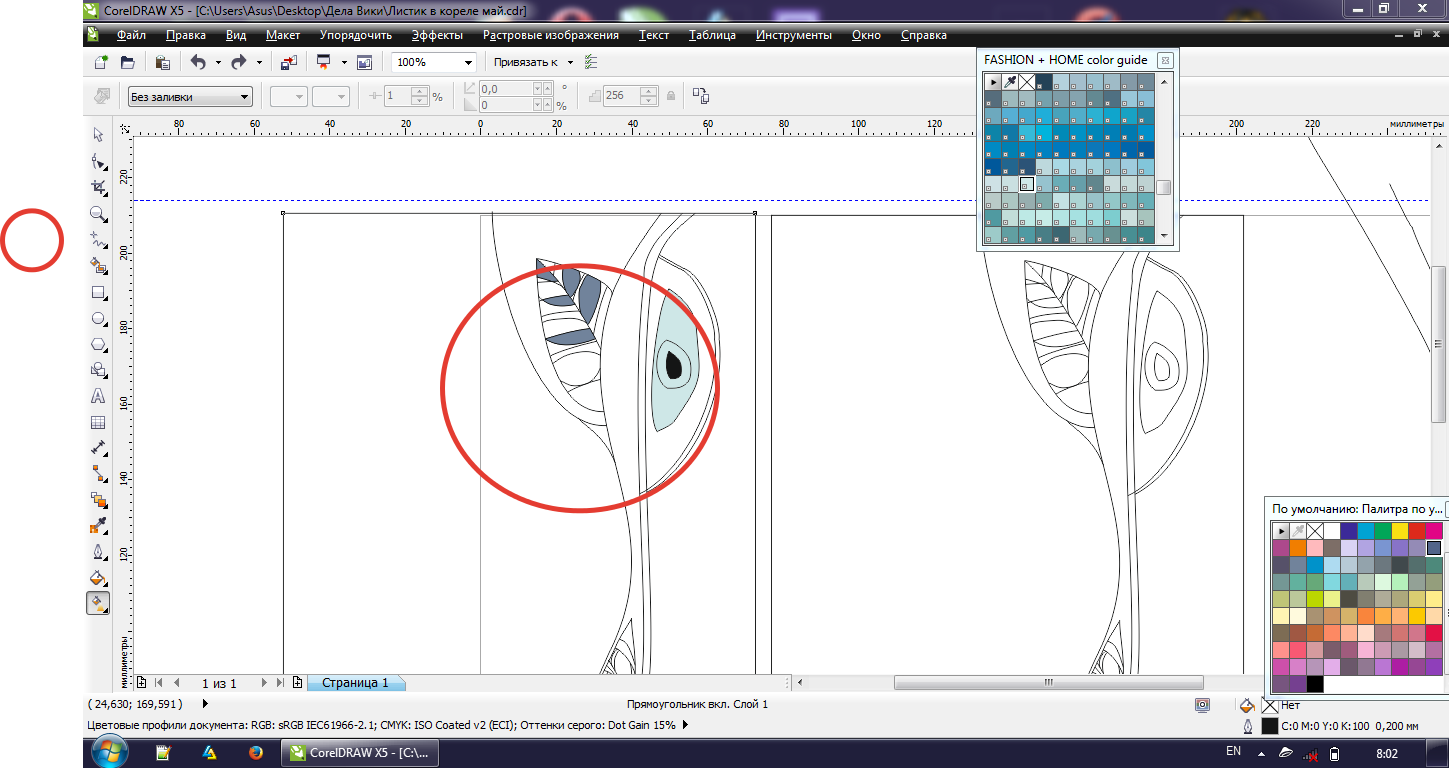 CorelDRAW X5 - [C:\Users\Asus\Desktop\Дела Вики\Листик в кореле май.cdr]
Файл Правка Вид Макет Упорядочить Эффекты Растровые изображения Текст Таблица Инструменты Окно Справка
100% Привязать к
FASHION + HOME color guide
Без заливки 1 % 0,0 ° 0 % 256
80 60 40 20 0 20 40 60 80 100 120 200 220 миллиметры
220
200
180
160
140
120
миллиметры
По умолчанию: Палитра по у...
1 из 1 Страница 1
( 24,630; 169,591 ) Прямоугольник вкл. Слой 1 Нет
Цветовые профили документа: RGB: sRGB IEC61966-2.1; CMYK: ISO Coated v2 (ECI); Оттенки серого: Dot Gain 15% C:0 M:0 Y:0 K:100 0,200 мм
CorelDRAW X5 - [C:\... EN 8:02